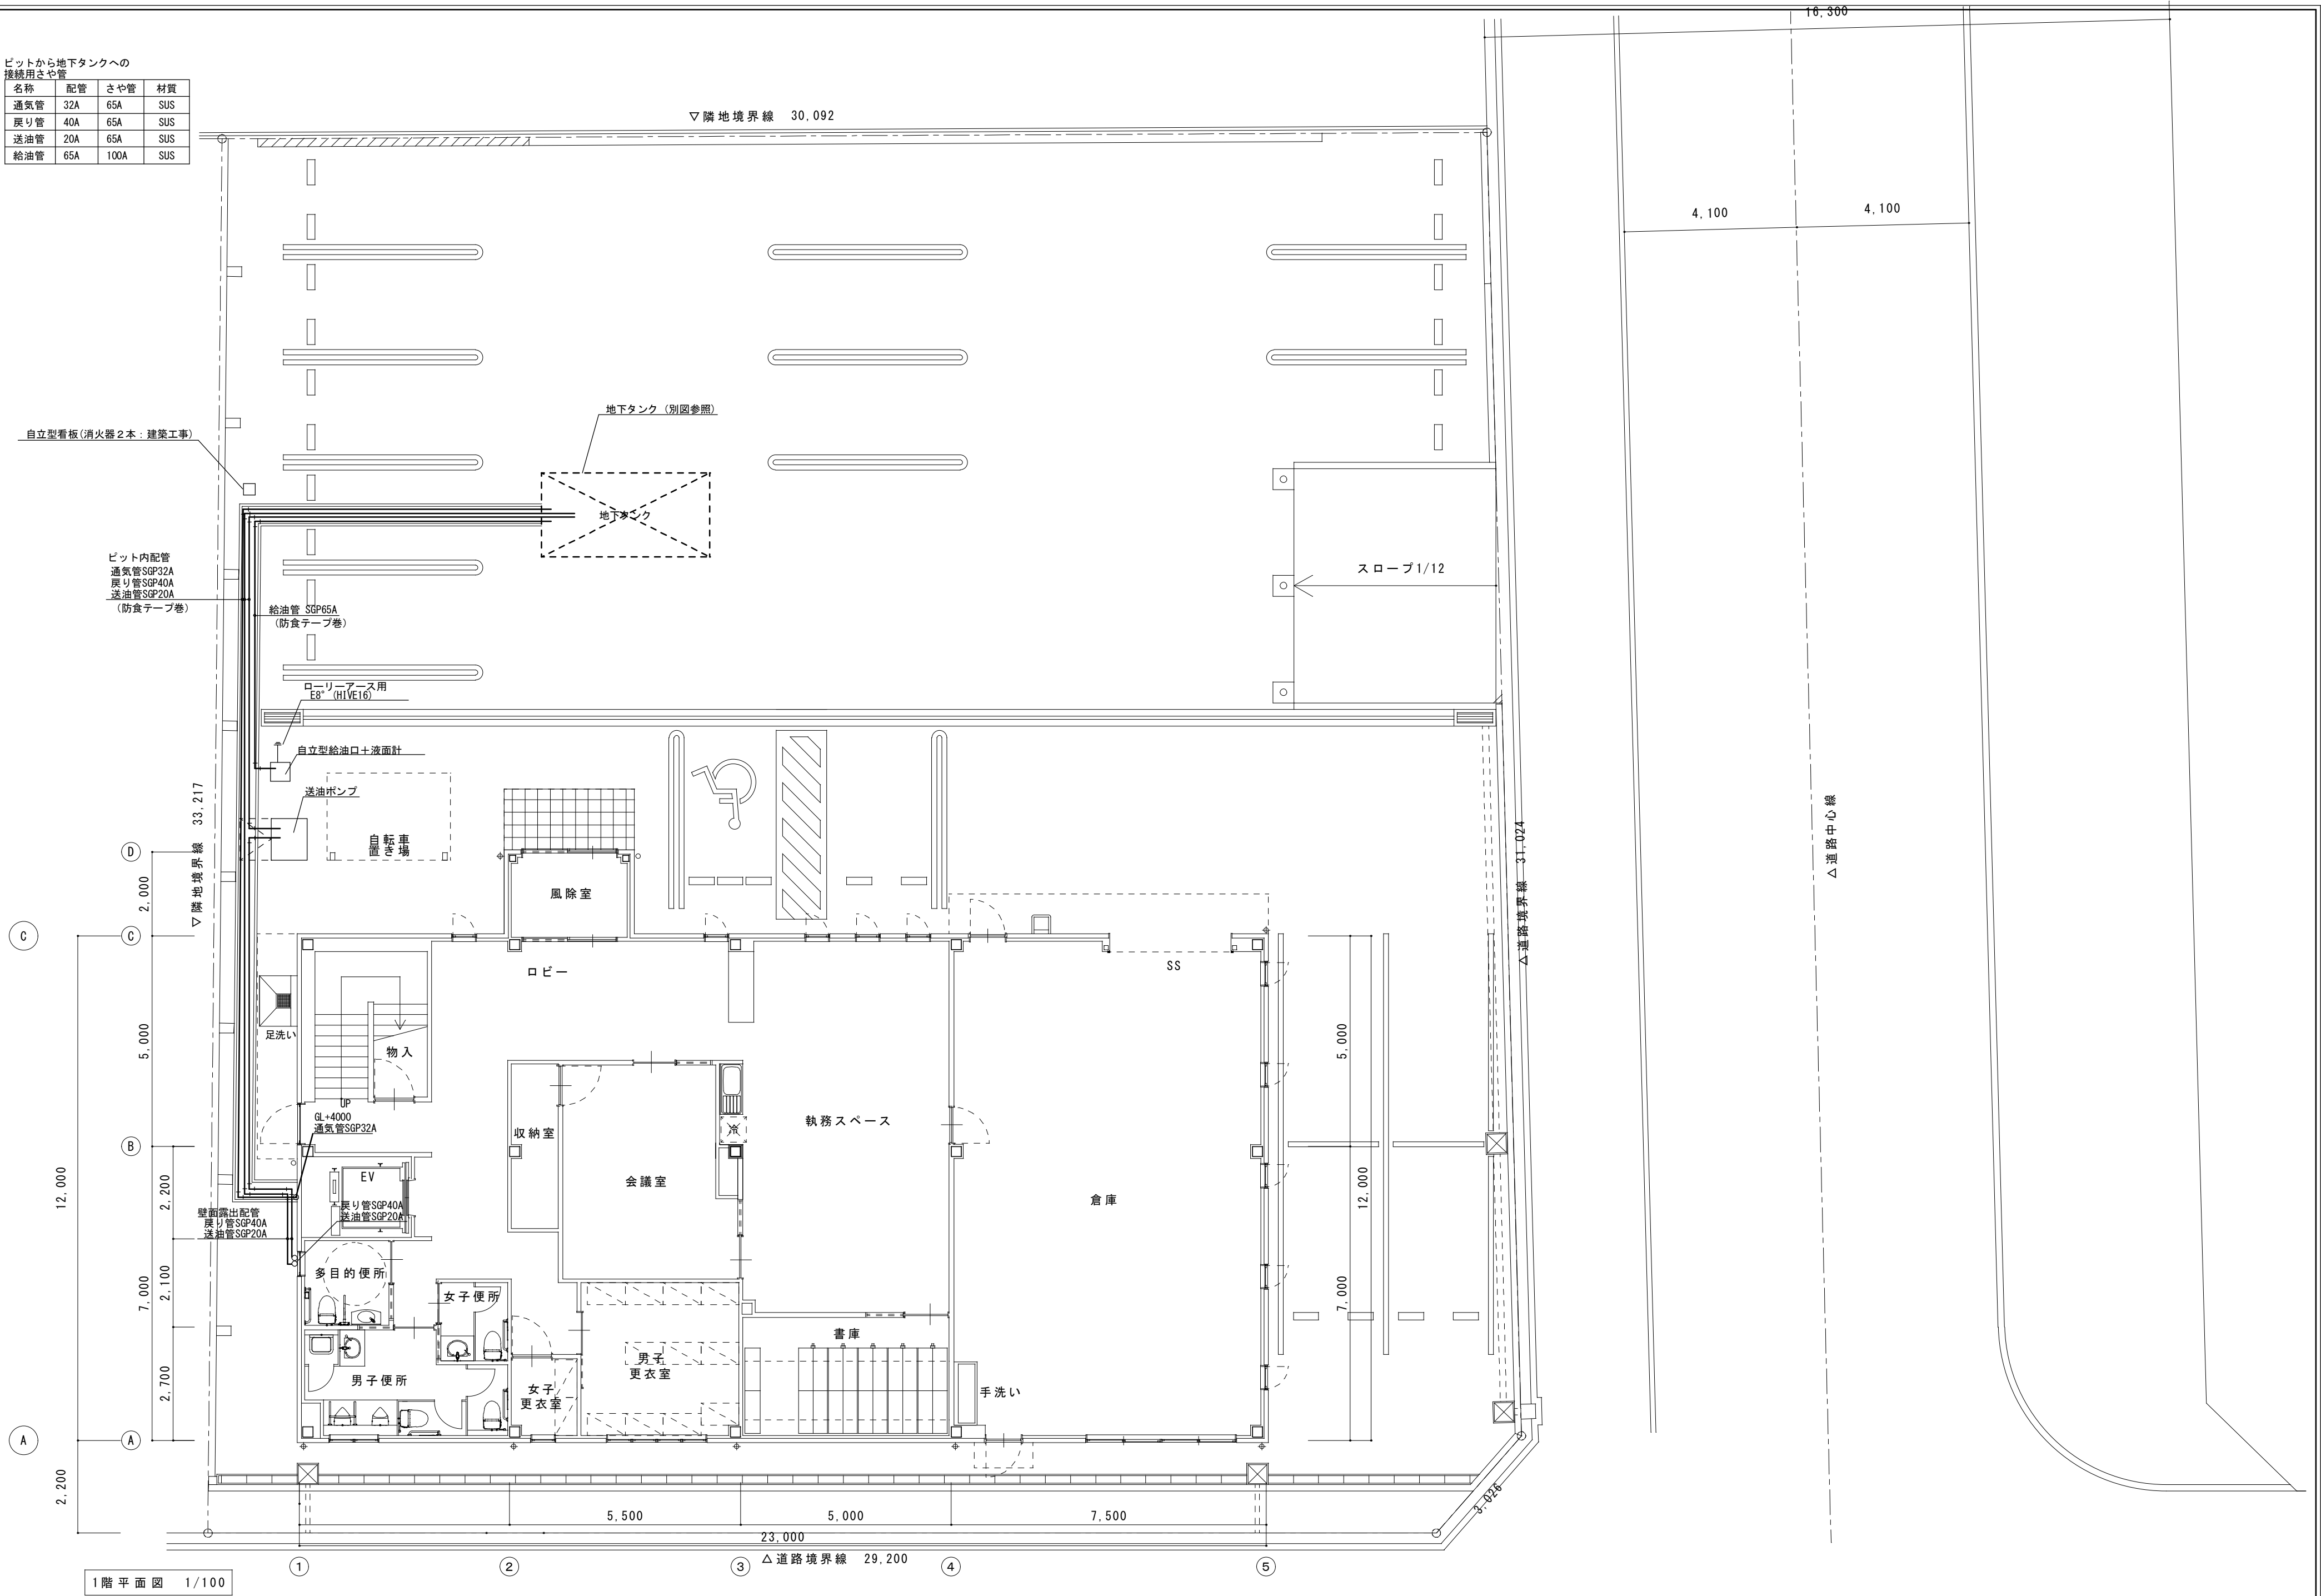 16,300
ピットから地下タンクへの
接続用さや管
名称 配管 さや管 材質
通気管 32A 65A SUS
戻り管 40A 65A SUS
送油管 20A 65A SUS
給油管 65A 100A SUS
▽隣地境界線 30,092
4,100 4,100
地下タンク（別図参照）
自立型看板(消火器２本：建築工事)
地下タンク
ピット内配管
通気管SGP32A
戻り管SGP40A
送油管SGP20A
（防食テープ巻）
スロープ1/12
給油管 SGP65A
（防食テープ巻）
ローリーアース用
E8° (HIVE16)
自立型給油口＋液面計
送油ポンプ
▽隣地境界線 33,217
自転車
置き場
△道路境界線 31,024
△道路中心線
D
2,000
風除室
C C
ロビー
SS
5,000
足洗い
物入
5,000
UP
GL+4000
通気管SGP32A
収納室
冷
執務スペース
B
12,000
2,200
EV
会議室
倉庫
12,000
戻り管SGP40A
送油管SGP20A
壁面露出配管
戻り管SGP40A
送油管SGP20A
多目的便所
7,000
2,100
女子便所
7,000
書庫
男子
更衣室
男子便所
2,700
女子
更衣室
手洗い
A A
2,200
5,500 5,000 7,500
3,026
23,000
△道路境界線 29,200
1 2 3 4 5
1階平面図 1/100